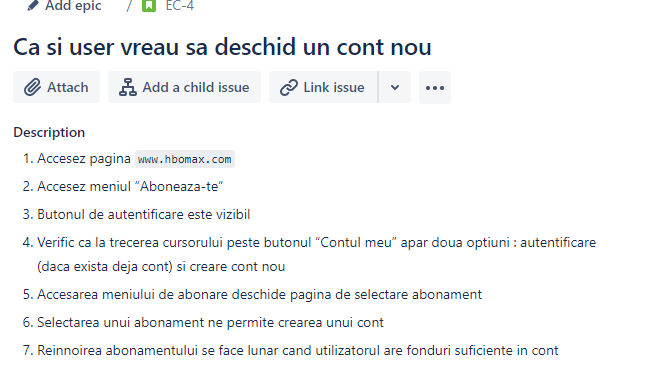 Add epic / EC-4
Ca si user vreau sa deschid un cont nou
Attach Add a child issue Link issue
Description
1. Accesez pagina www.hbomax.com
2. Accesez meniul “Aboneaza-te”
3. Butonul de autentificare este vizibil
4. Verific ca la trecerea cursorului peste butonul “Contul meu” apar doua optiuni : autentificare
(daca exista deja cont) si creare cont nou
5. Accesarea meniului de abonare deschide pagina de selectare abonament
6. Selectarea unui abonament ne permite crearea unui cont
7. Reinnoirea abonamentului se face lunar cand utilizatorul are fonduri suficiente in cont